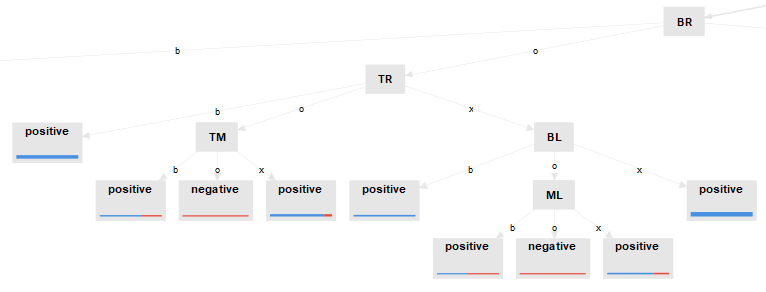 BR
b
o
TR
b
o
x
positive
TM
BL
b
o
x
b
o
x
positive
negative
positive
positive
ML
positive
b
o
x
positive
negative
positive